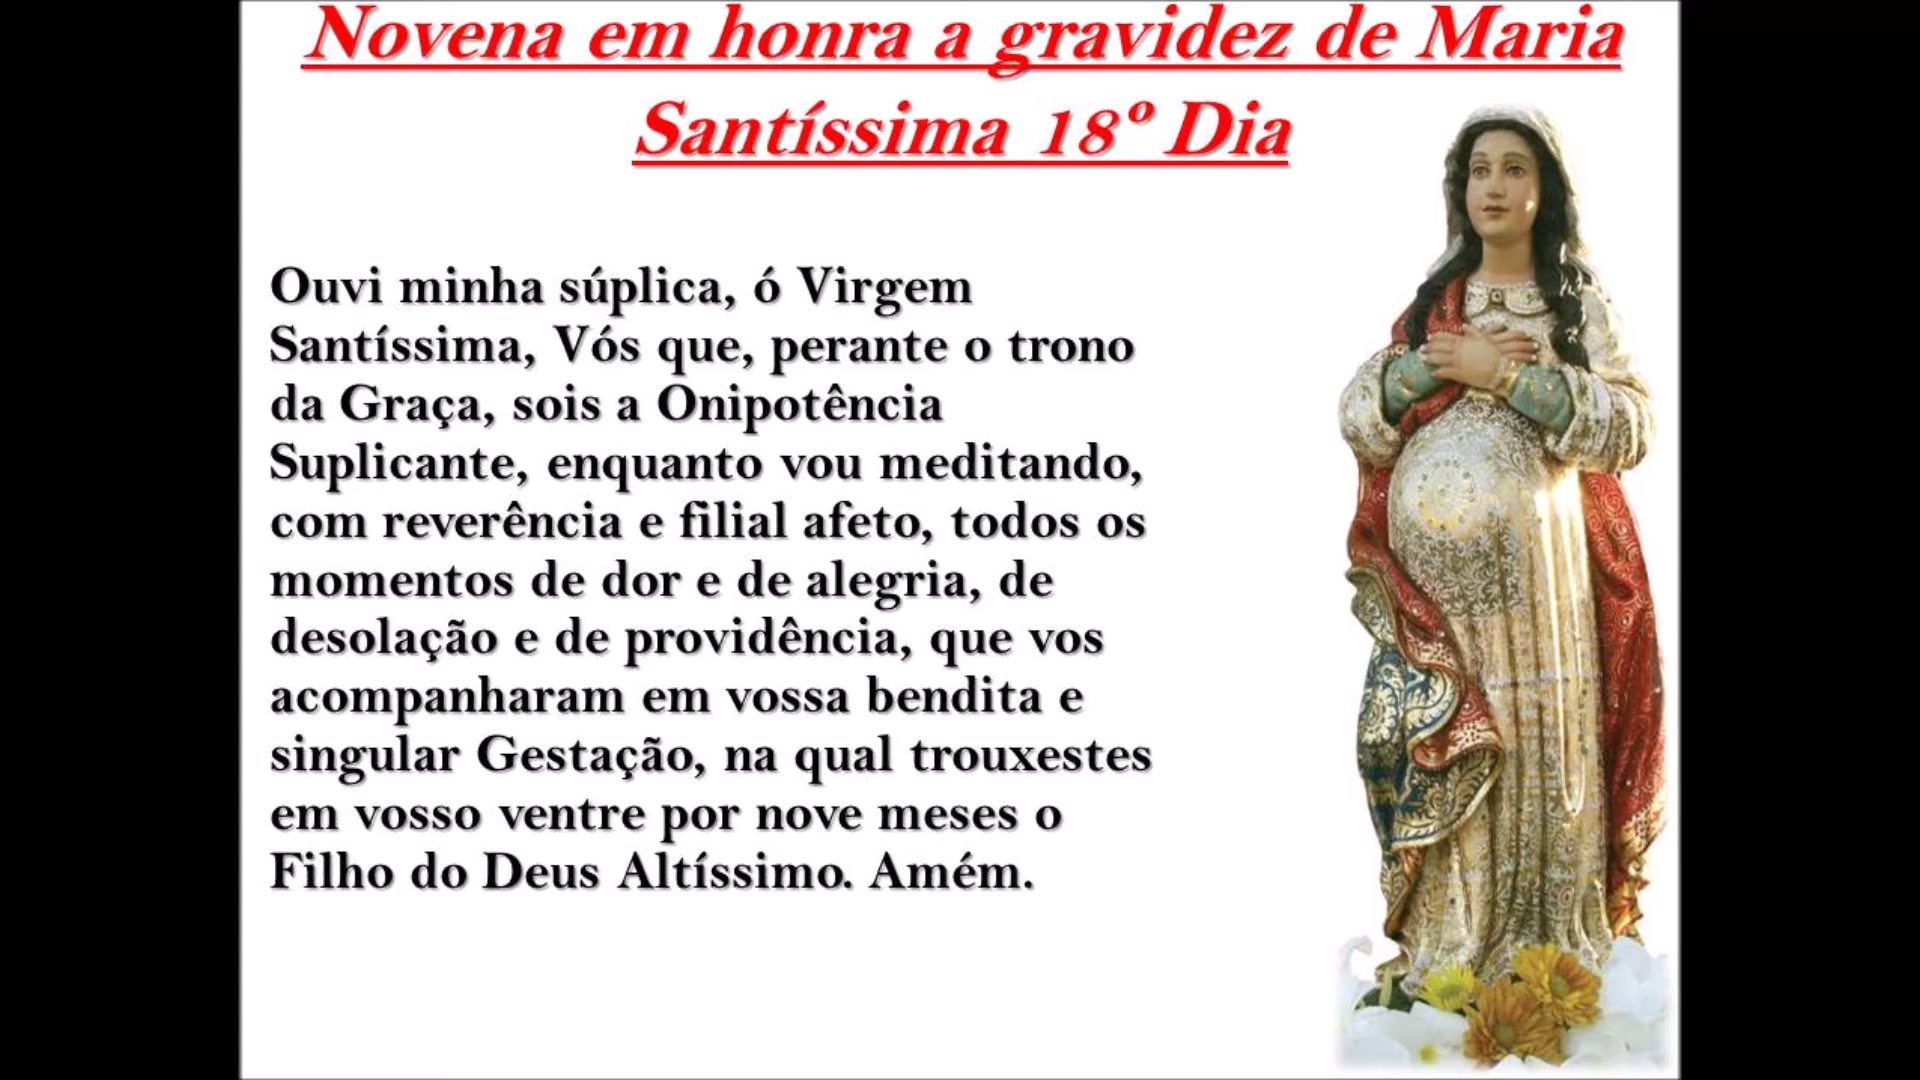 Novena em honra a gravidez de Maria
Santíssima 18º Dia
Ouvi minha súplica, ó Virgem
Santíssima, Vós que, perante o trono
da Graça, sois a Onipotência
Suplicante, enquanto vou meditando,
com reverência e filial afeto, todos os
momentos de dor e de alegria, de
desolação e de providência, que vos
acompanharam em vossa bendita e
singular Gestação, na qual trouxestes
em vosso ventre por nove meses o
Filho do Deus Altíssimo. Amém.